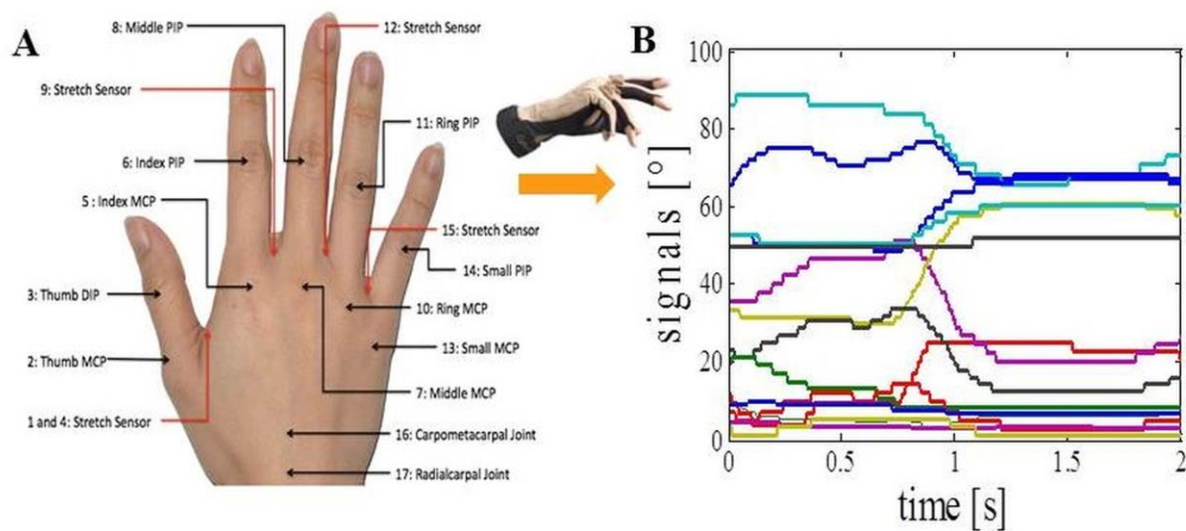 A
8: Middle PIP
12: Stretch Sensor
9: Stretch Sensor
11: Ring PIP
6: Index PIP
5 : Index MCP
15: Stretch Sensor
14: Small PIP
3: Thumb DIP
10: Ring MCP
2: Thumb MCP
13: Small MCP
7: Middle MCP
1 and 4: Stretch Sensor
16: Carpometacarpal Joint
17: Radialcarpal Joint
B
signals [°]
100
80
60
40
20
0
0 0.5 1 1.5 2
time [s]